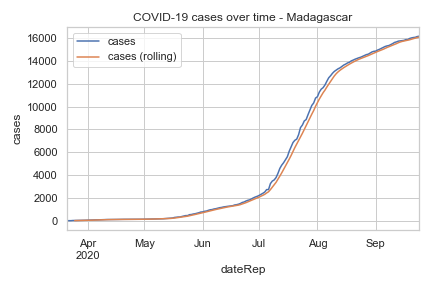 COVID-19 cases over time - Madagascar
cases
cases (rolling)
16000
14000
12000
10000
8000
6000
4000
2000
0
cases
Apr
2020
May
Jun
Jul
Aug
Sep
dateRep